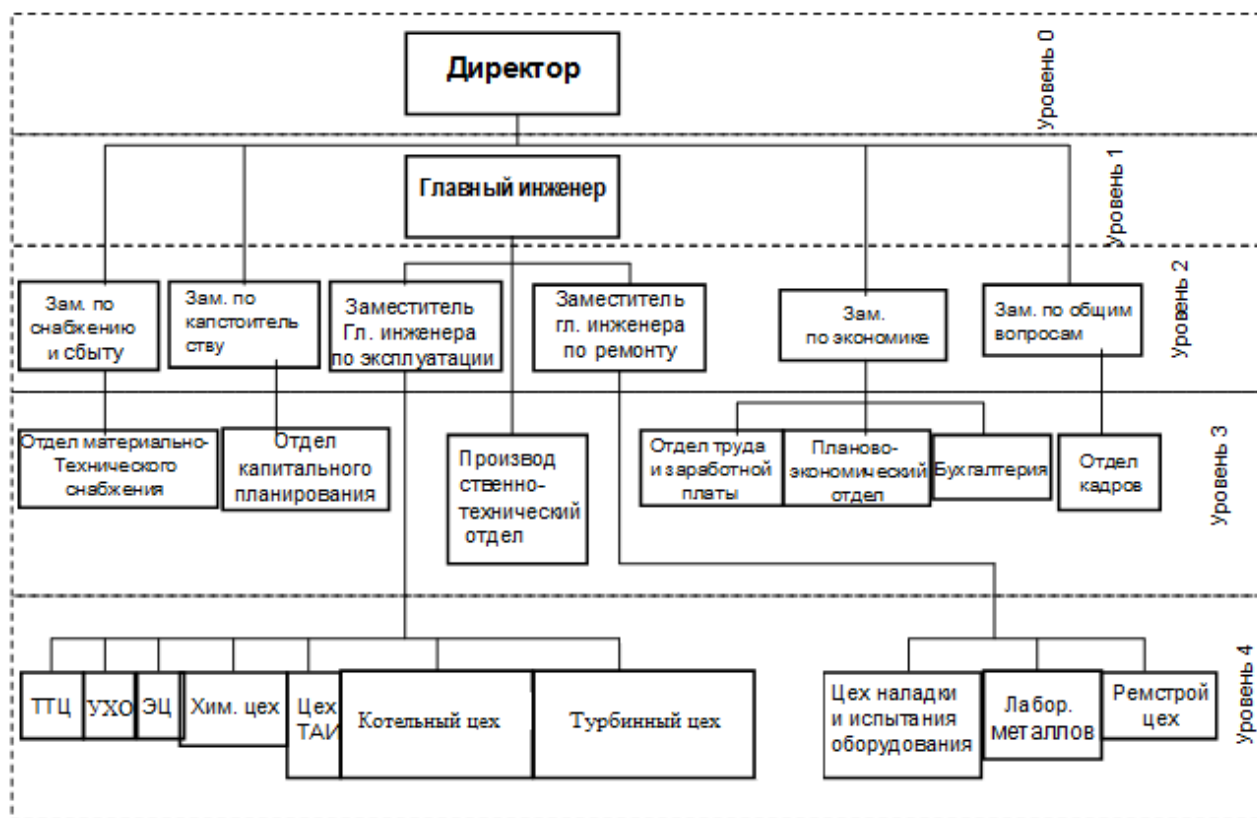 Директор
Уровень 0
Главный инженер
Уровень 1
Зам. по
снабжению
и сбыту
Зам. по
капстоитель
ству
Заместитель
Гл. инженера
по эксплуатации
Заместитель
гл. инженера
по ремонту
Зам.
по экономике
Зам. по общим
вопросам
Уровень 2
Отдел материально-
Технического
снабжения
Отдел
капитального
планирования
Производ
ственно-
технический
отдел
Отдел труда
и заработной
платы
Планово-
экономический
отдел
Бухгалтерия
Отдел
кадров
Уровень 3
ТТЦ
УХО
ЭЦ
Хим. цех
Цех
ТАИ
Котельный цех
Турбинный цех
Цех наладки
и испытания
оборудования
Лабор.
металлов
Ремстрой
цех
Уровень 4